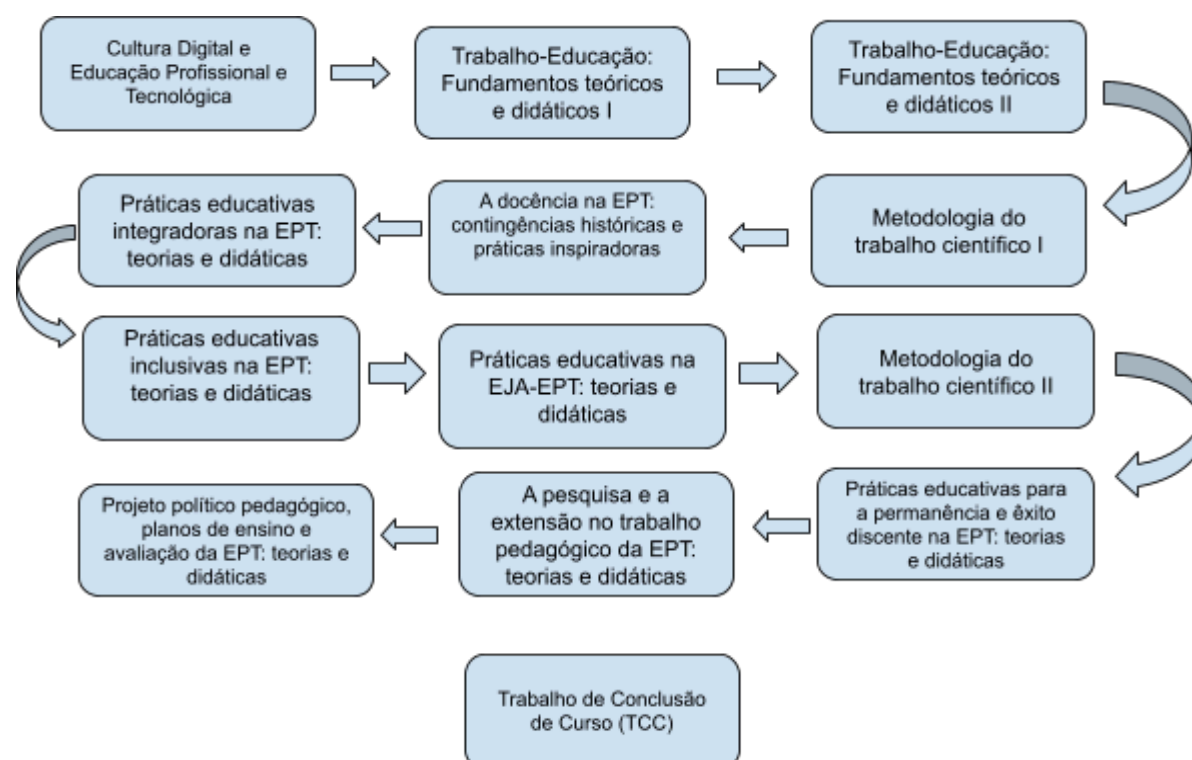 Cultura Digital e
Educação Profissional e
Tecnológica
Trabalho-Educação:
Fundamentos teóricos
e didáticos I
Trabalho-Educação:
Fundamentos teóricos
e didáticos II
Metodologia do
trabalho científico I
A docência na EPT:
contingências históricas e
práticas inspiradoras
Práticas educativas
integradoras na EPT:
teorias e didáticas
Práticas educativas
inclusivas na EPT:
teorias e didáticas
Práticas educativas na
EJA-EPT: teorias e
didáticas
Metodologia do
trabalho científico II
Práticas educativas para
a permanência e êxito
discente na EPT: teorias
e didáticas
A pesquisa e a
extensão no trabalho
pedagógico da EPT:
teorias e didáticas
Projeto político pedagógico,
planos de ensino e
avaliação da EPT: teorias e
didáticas
Trabalho de Conclusão
de Curso (TCC)